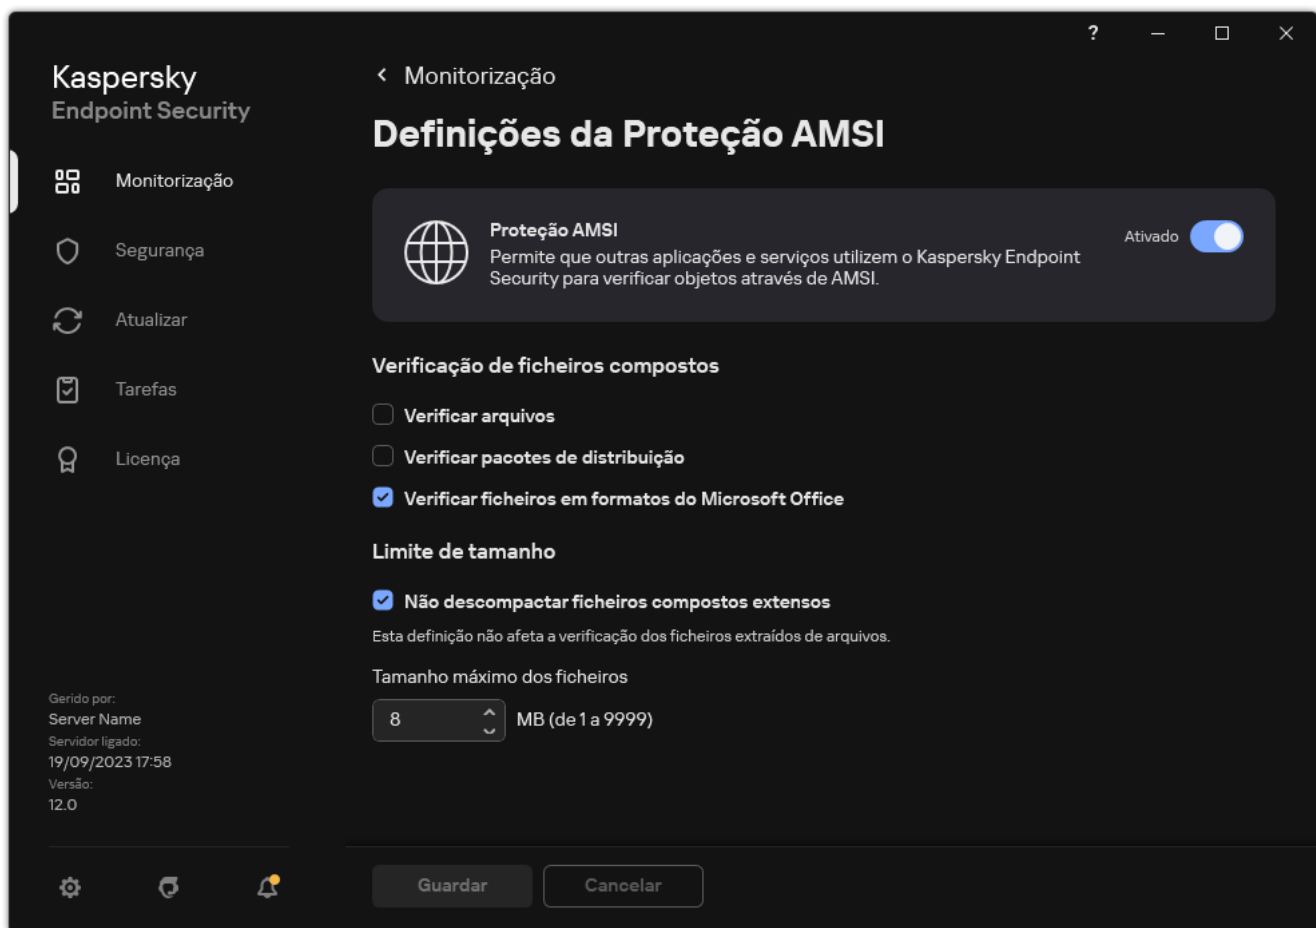 ?
Kaspersky
Endpoint Security
Monitorização
Segurança
Atualizar
Tarefas
Licença
Gerido por:
Server Name
Servidor ligado:
19/09/2023 17:58
Versão:
12.0
Monitorização
Definições da Proteção AMSI
Proteção AMSI
Permite que outras aplicações e serviços utilizem o Kaspersky Endpoint
Security para verificar objetos através de AMSI.
Ativado
Verificação de ficheiros compostos
Verificar arquivos
Verificar pacotes de distribuição
Verificar ficheiros em formatos do Microsoft Office
Limite de tamanho
Não descompactar ficheiros compostos extensos
Esta definição não afeta a verificação dos ficheiros extraídos de arquivos.
Tamanho máximo dos ficheiros
8 MB (de 1 a 9999)
Guardar
Cancelar